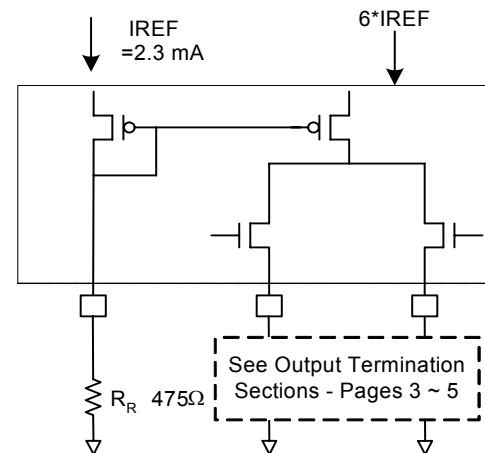 IREF
=2.3 mA
6*IREF
See Output Termination
Sections - Pages 3 ~ 5
RR 475Ω